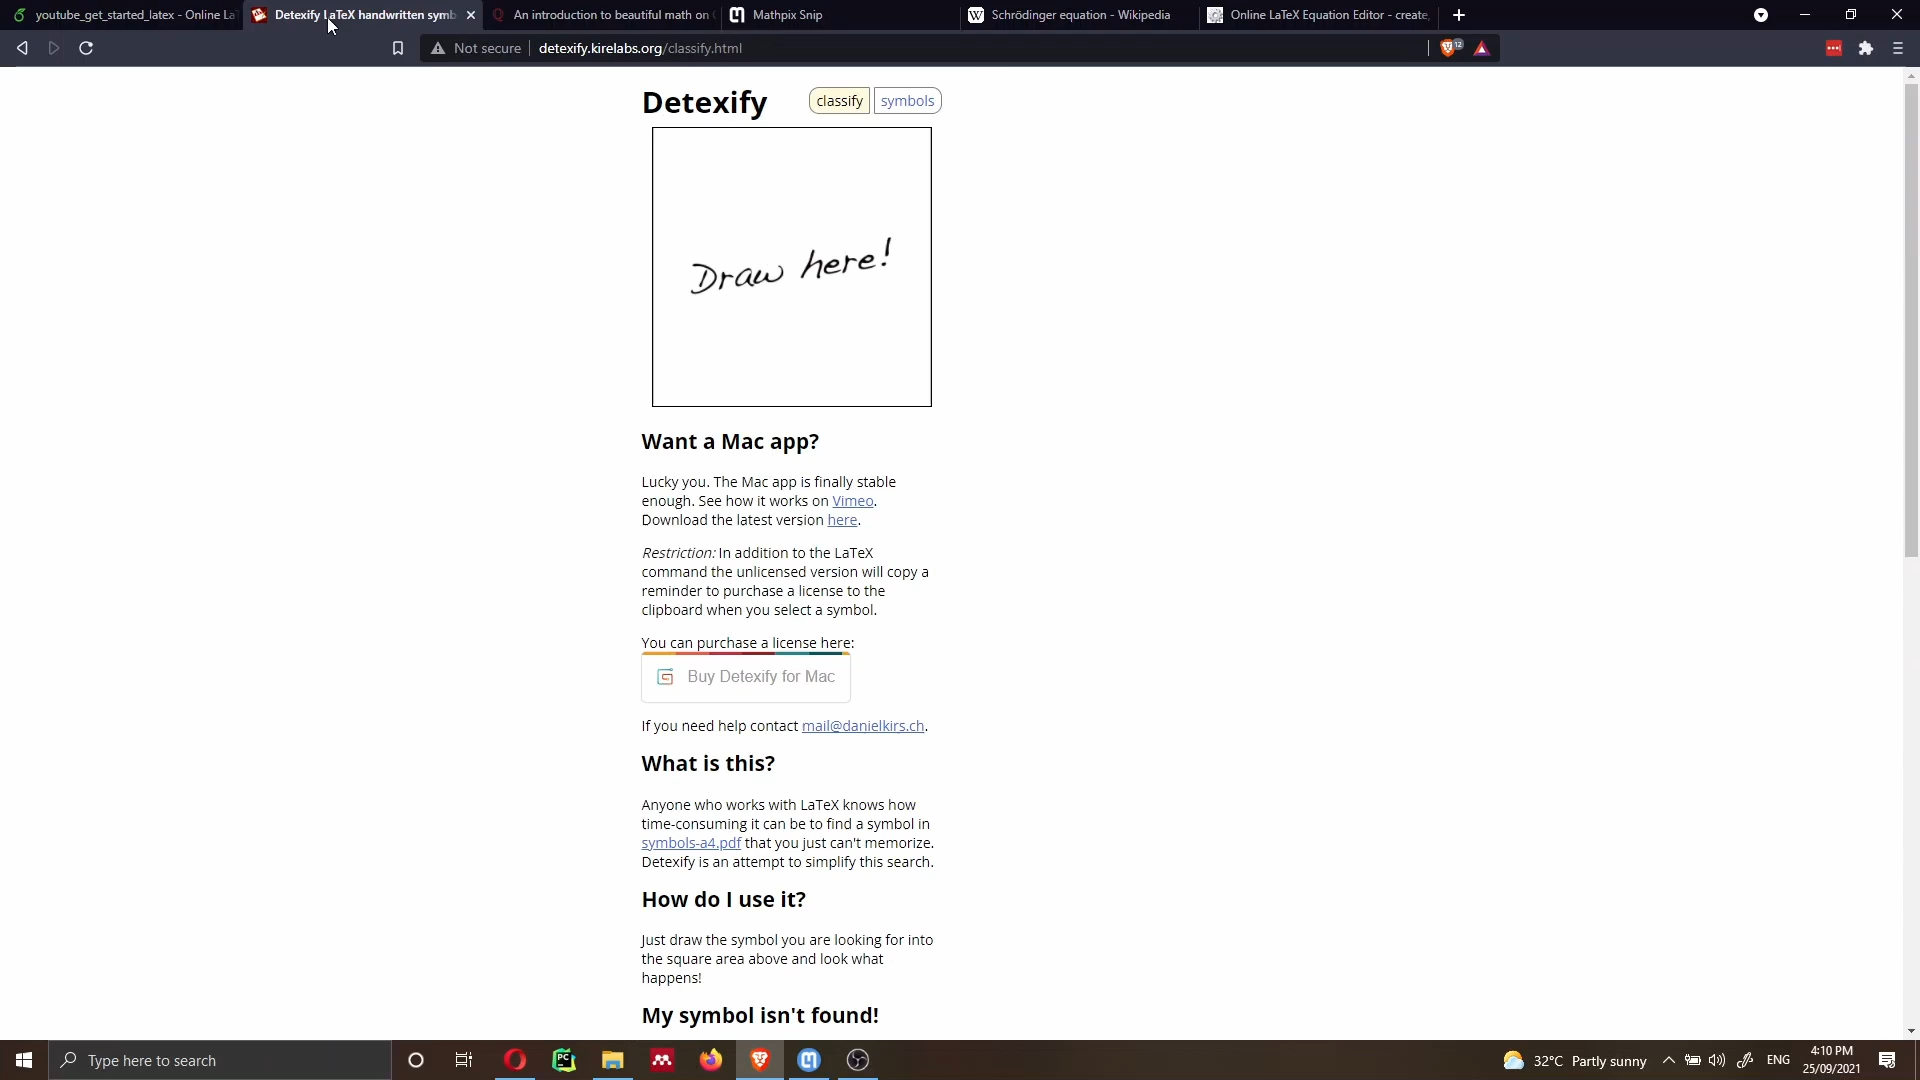 youtube_get_started_latex - Online La
Detexify LaTeX handwritten symb
An introduction to beautiful math on
Mathpix Snip
Schrödinger equation - Wikipedia
Online LaTeX Equation Editor - create,
Not secure
detexify.kirelabs.org/classify.html
12
Detexify
classify
symbols
Draw here!
Want a Mac app?
Lucky you. The Mac app is finally stable
enough. See how it works on Vimeo.
Download the latest version here.
Restriction: In addition to the LaTeX
command the unlicensed version will copy a
reminder to purchase a license to the
clipboard when you select a symbol.
You can purchase a license here:
Buy Detexify for Mac
If you need help contact mail@danielkirs.ch.
What is this?
Anyone who works with LaTeX knows how
time-consuming it can be to find a symbol in
symbols-a4.pdf that you just can't memorize.
Detexify is an attempt to simplify this search.
How do I use it?
Just draw the symbol you are looking for into
the square area above and look what
happens!
My symbol isn't found!
Type here to search
32°C Partly sunny
ENG
4:10 PM
25/09/2021